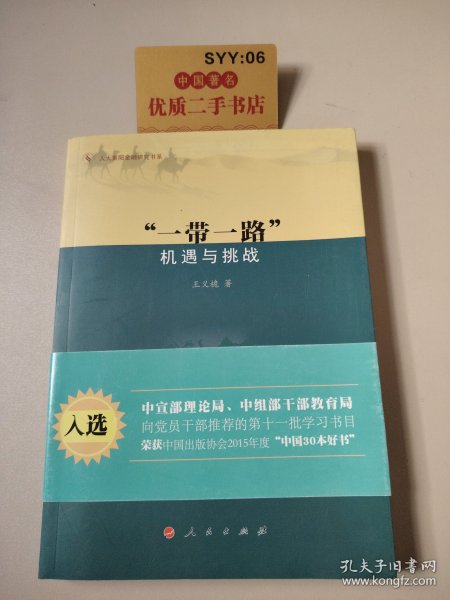 SYY:06
中国著名
优质二手书店
人大重阳金融研究书系
“一带一路”
机遇与挑战
王义桅 著
入选
中宣部理论局、中组部干部教育局
向党员干部推荐的第十一批学习书目
荣获中国出版协会2015年度“中国30本好书”
人民出版社
孔夫子旧书网
www.kongfz.com